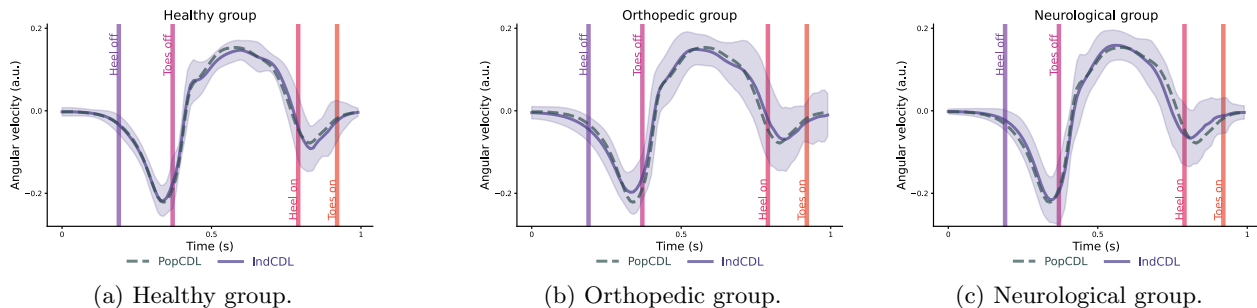 Healthy group
Angular velocity (a.u.)
0.2
0.0
−0.2
Heel off
Toes off
Heel on
Toes on
0
0.5
1
Time (s)
PopCDL
IndCDL
(a) Healthy group.
Orthopedic group
Angular velocity (a.u.)
0.2
0.0
−0.2
Heel off
Toes off
Heel on
Toes on
0
0.5
1
Time (s)
PopCDL
IndCDL
(b) Orthopedic group.
Neurological group
Angular velocity (a.u.)
0.2
0.0
−0.2
Heel off
Toes off
Heel on
Toes on
0
0.5
1
Time (s)
PopCDL
IndCDL
(c) Neurological group.